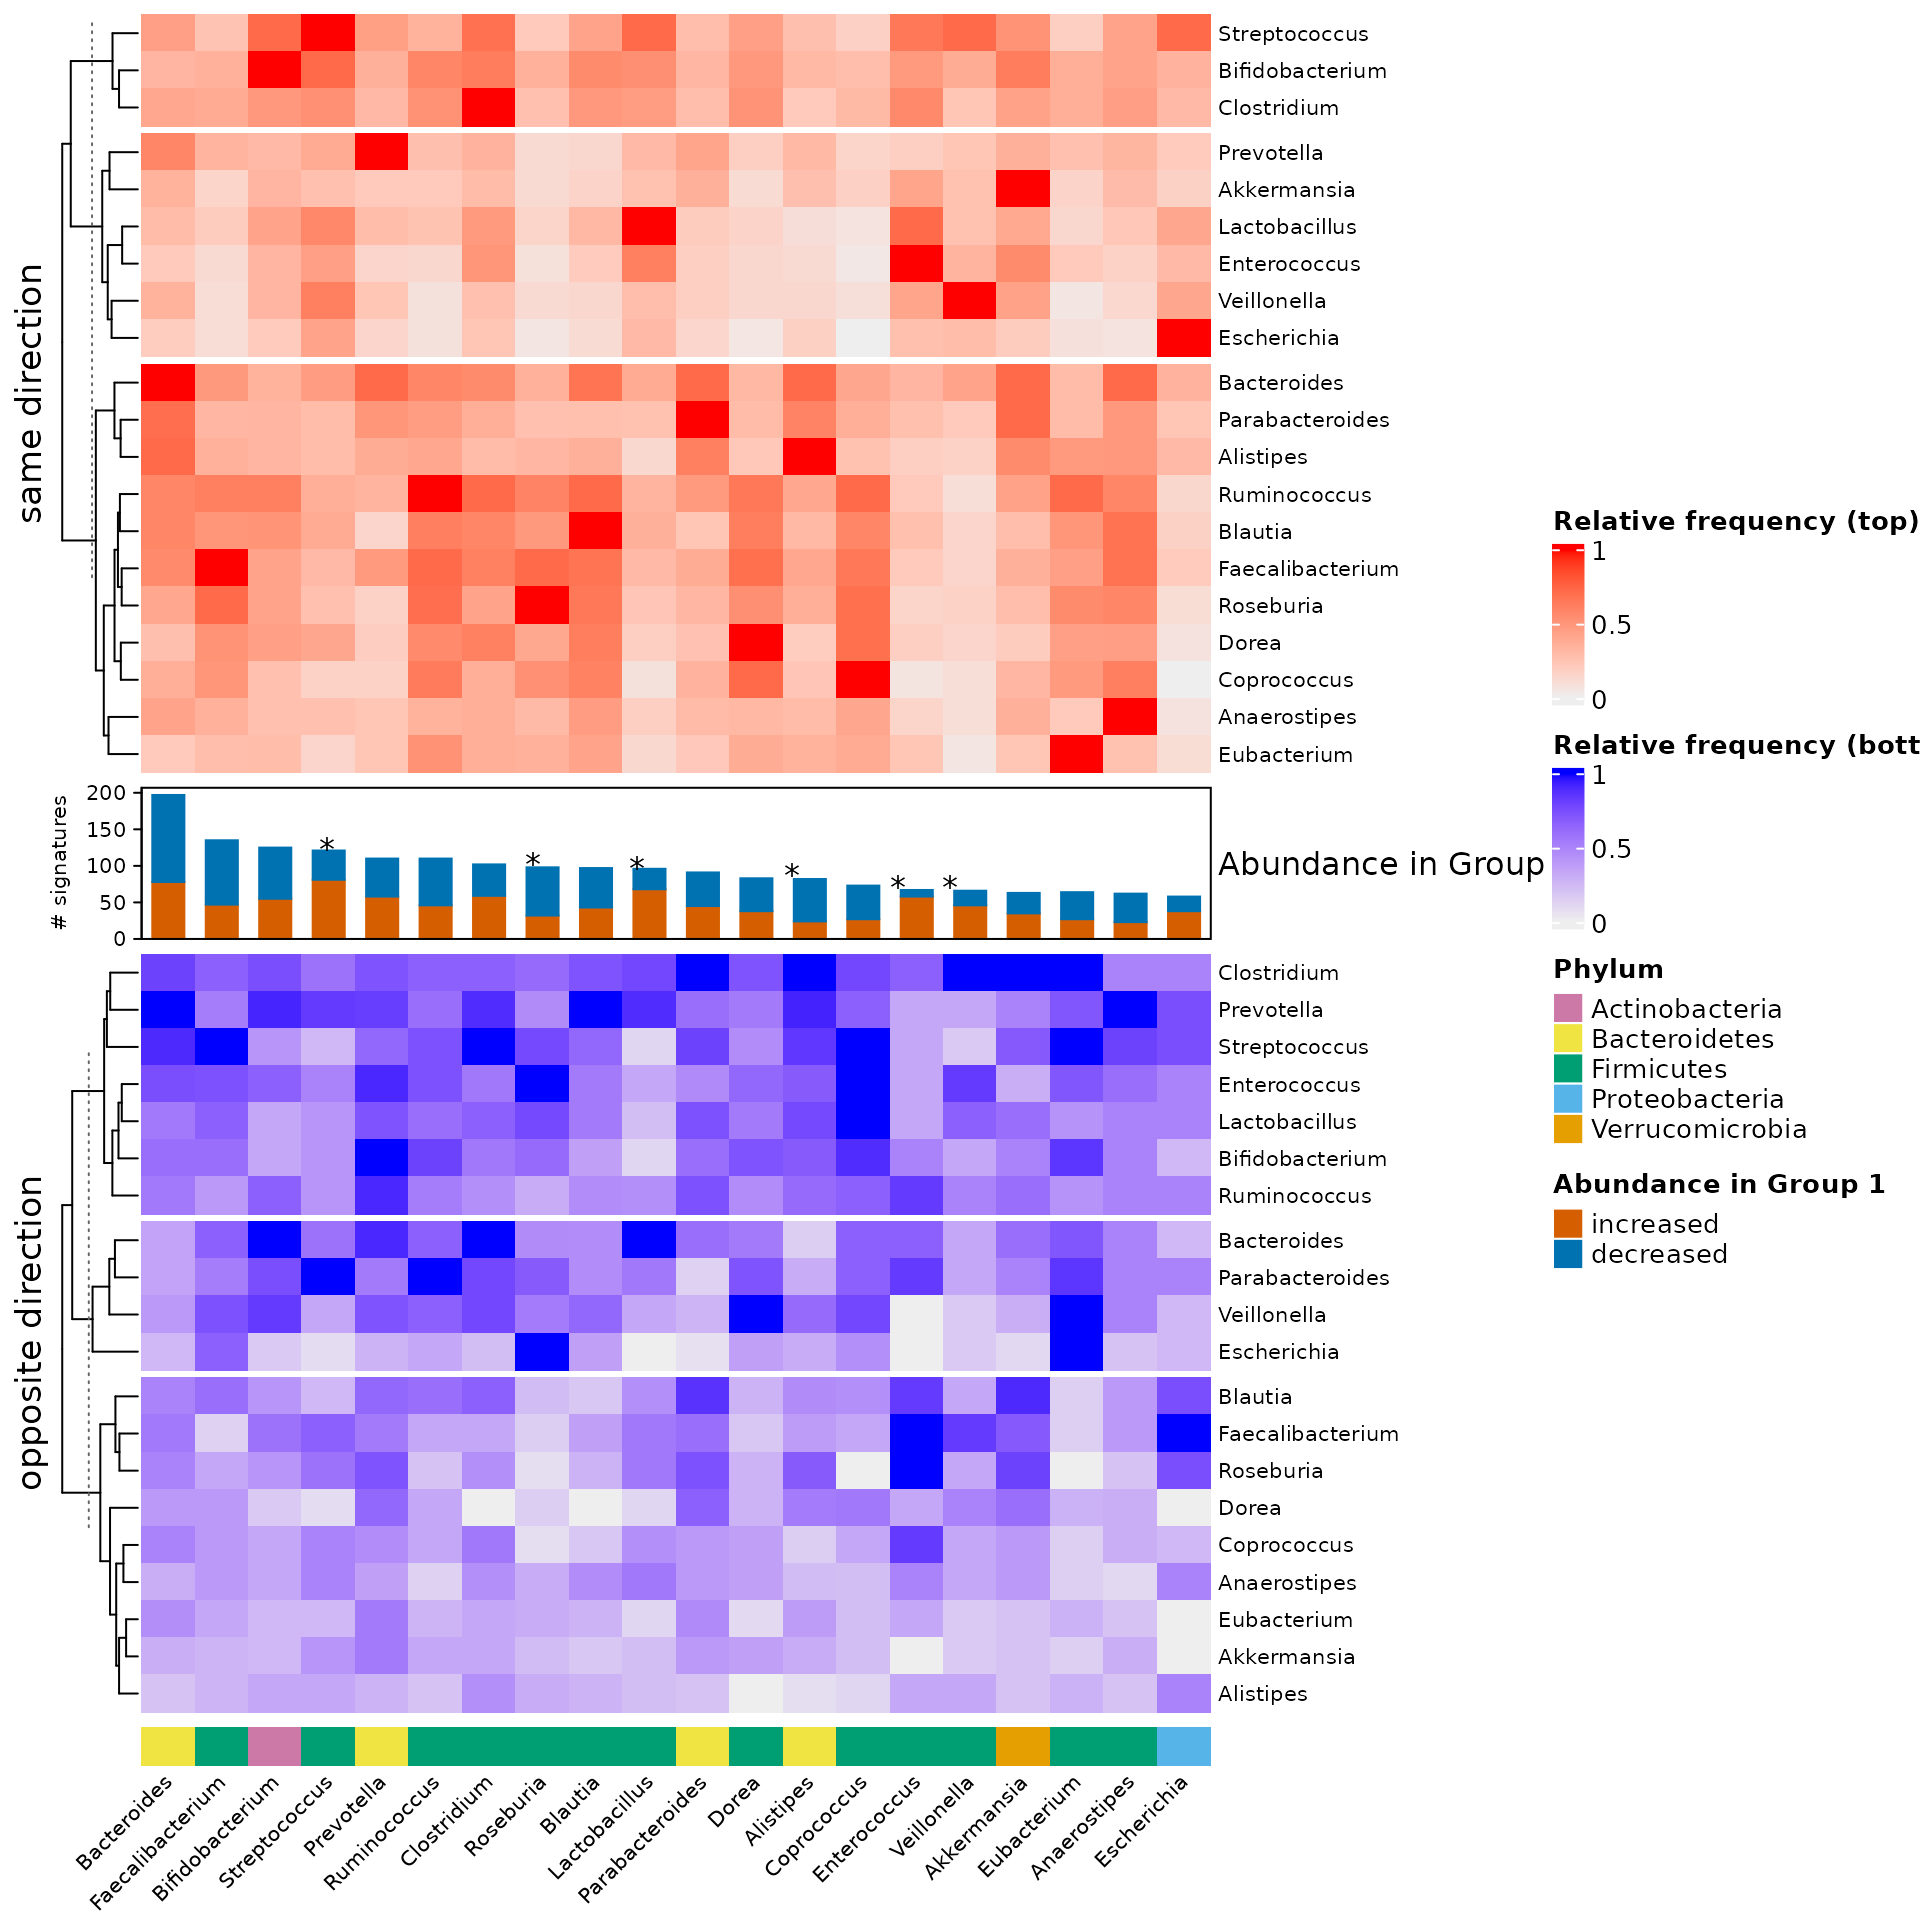 same direction
Streptococcus
Bifidobacterium
Clostridium
Prevotella
Akkermansia
Lactobacillus
Enterococcus
Veillonella
Escherichia
Bacteroides
Parabacteroides
Alistipes
Ruminococcus
Blautia
Faecalibacterium
Roseburia
Dorea
Coprococcus
Anaerostipes
Eubacterium
# signatures
200
150
100
50
0
* * * * * *
Abundance in Group
opposite direction
Clostridium
Prevotella
Streptococcus
Enterococcus
Lactobacillus
Bifidobacterium
Ruminococcus
Bacteroides
Parabacteroides
Veillonella
Escherichia
Blautia
Faecalibacterium
Roseburia
Dorea
Coprococcus
Anaerostipes
Eubacterium
Akkermansia
Alistipes
Bacteroides
Faecalibacterium
Bifidobacterium
Streptococcus
Prevotella
Ruminococcus
Clostridium
Roseburia
Blautia
Lactobacillus
Parabacteroides
Dorea
Alistipes
Coprococcus
Enterococcus
Veillonella
Akkermansia
Eubacterium
Anaerostipes
Escherichia
Relative frequency (top)
1
0.5
0
Relative frequency (bott
1
0.5
0
Phylum
Actinobacteria
Bacteroidetes
Firmicutes
Proteobacteria
Verrucomicrobia
Abundance in Group 1
increased
decreased